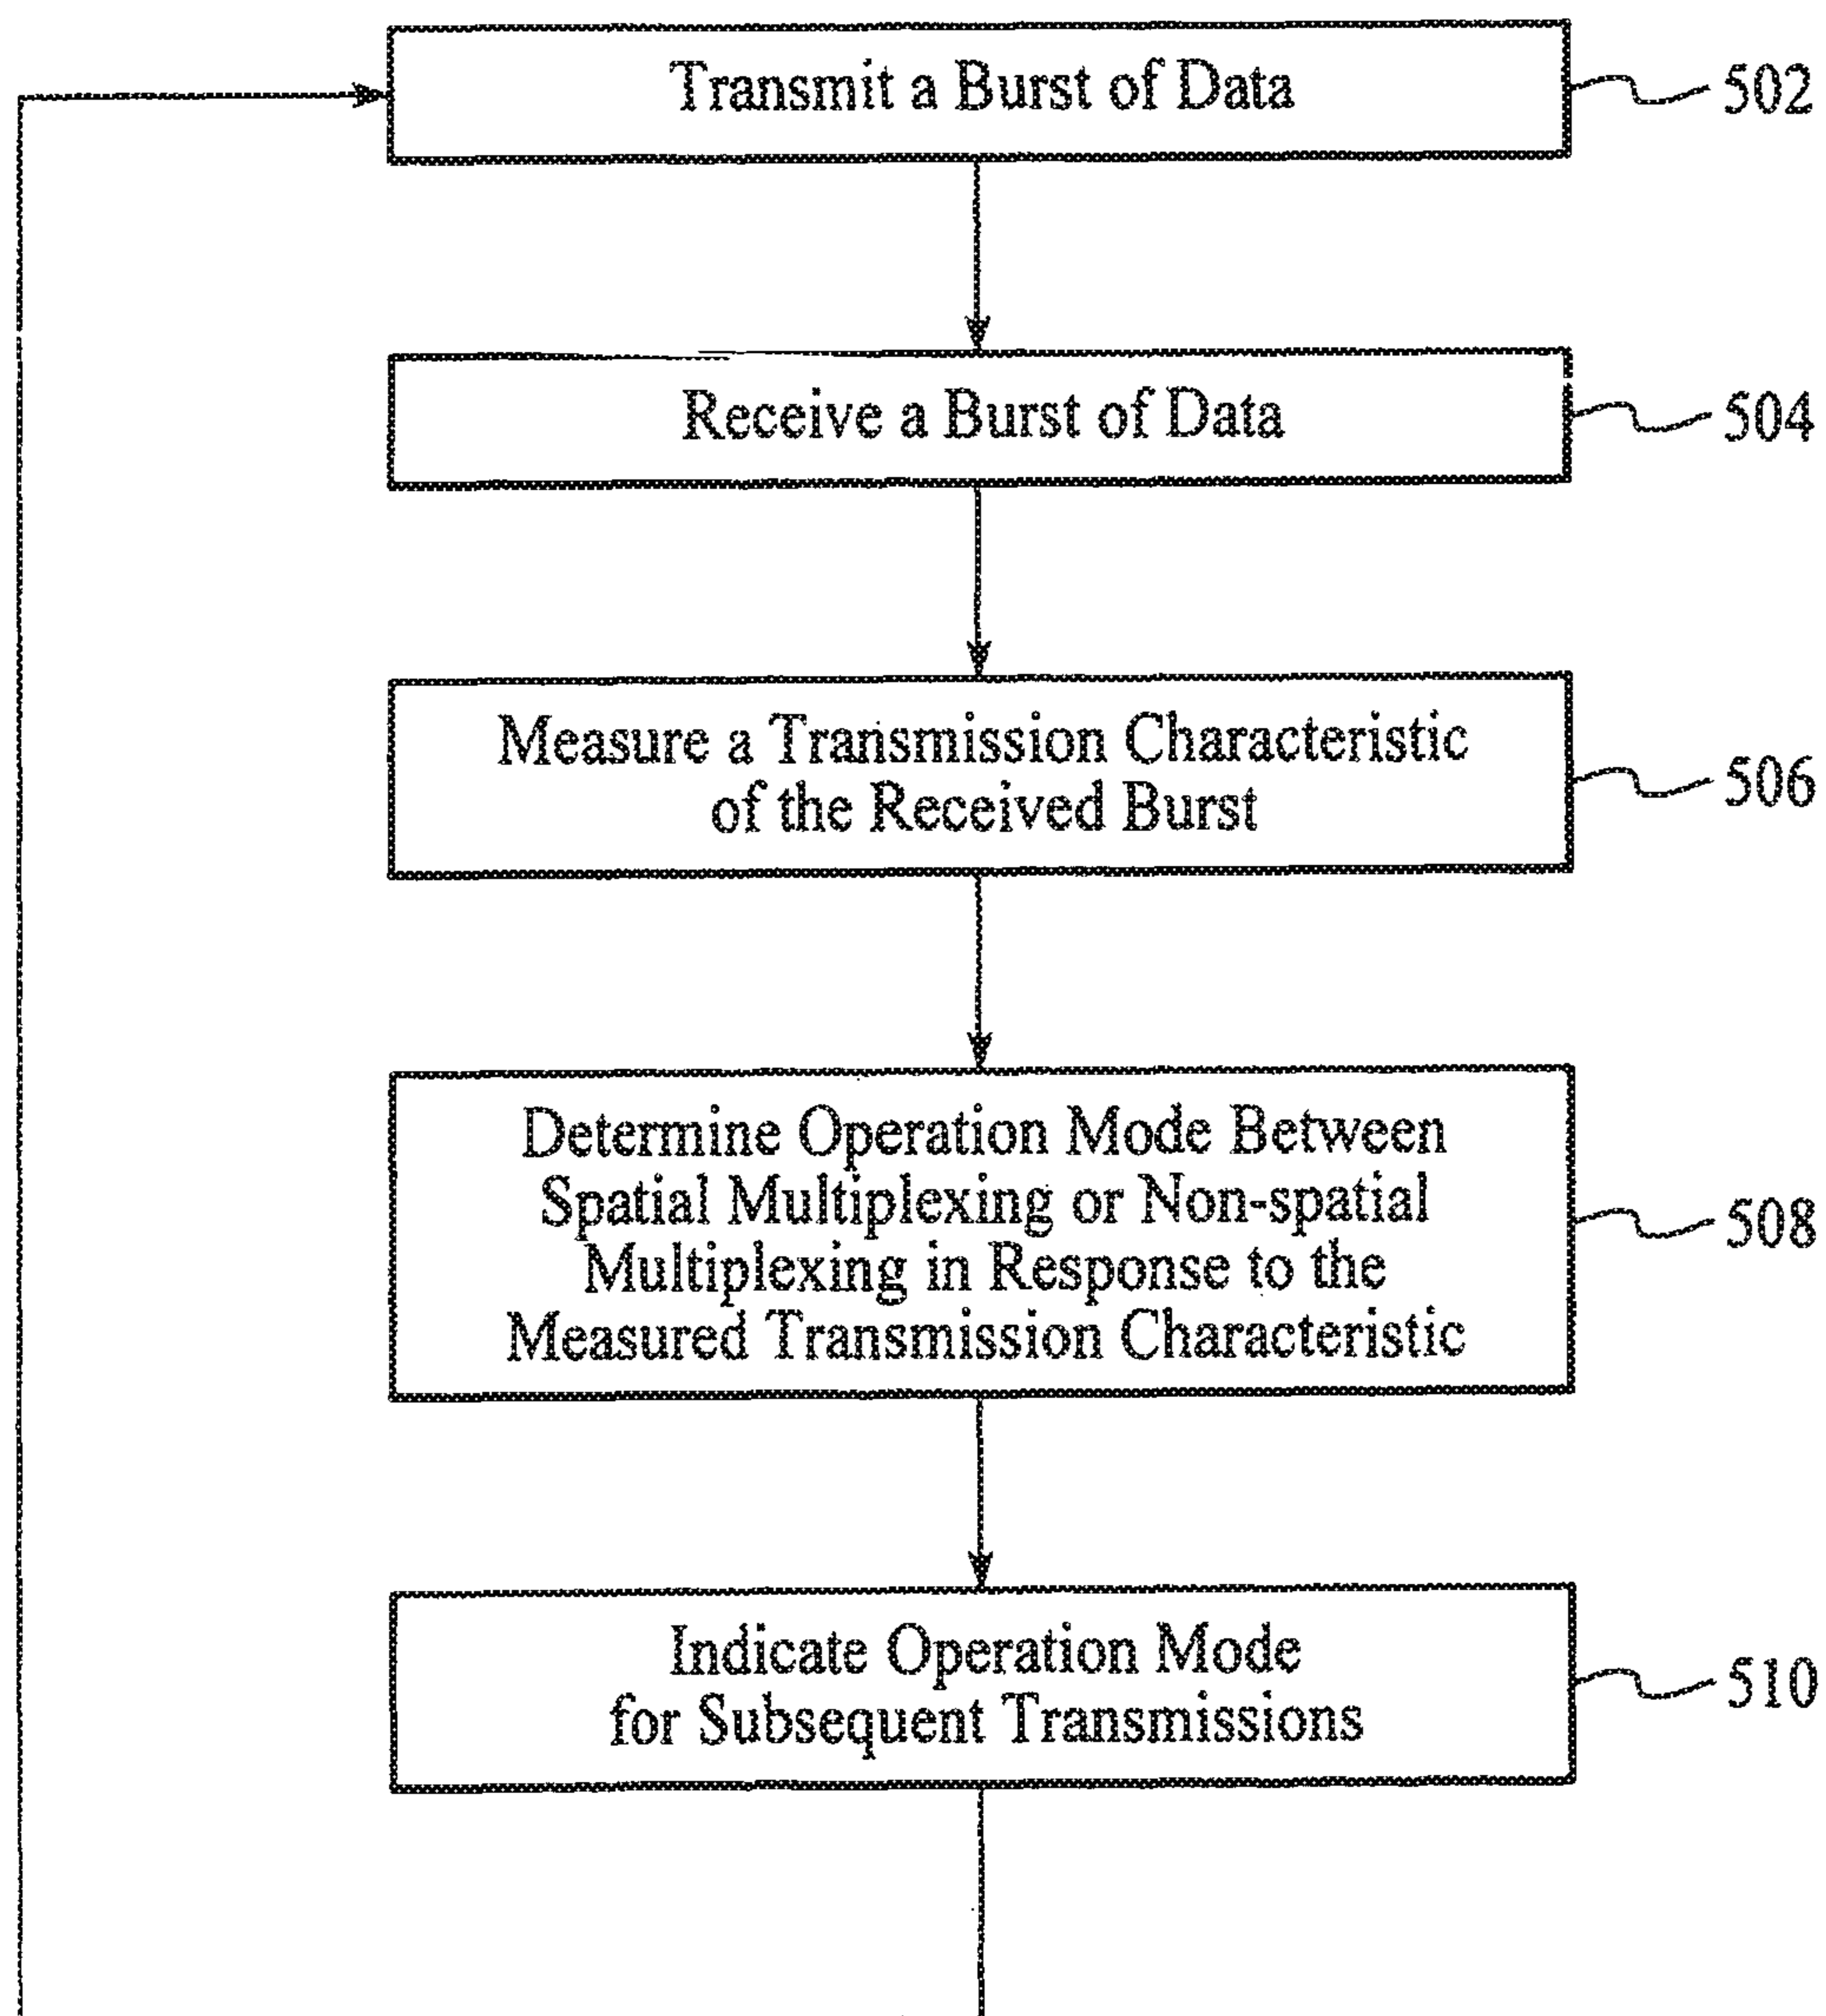 Transmit a Burst of Data
502
Receive a Burst of Data
504
Measure a Transmission Characteristic
of the Received Burst
506
Determine Operation Mode Between
Spatial Multiplexing or Non-spatial
Multiplexing in Response to the
Measured Transmission Characteristic
508
Indicate Operation Mode
for Subsequent Transmissions
510